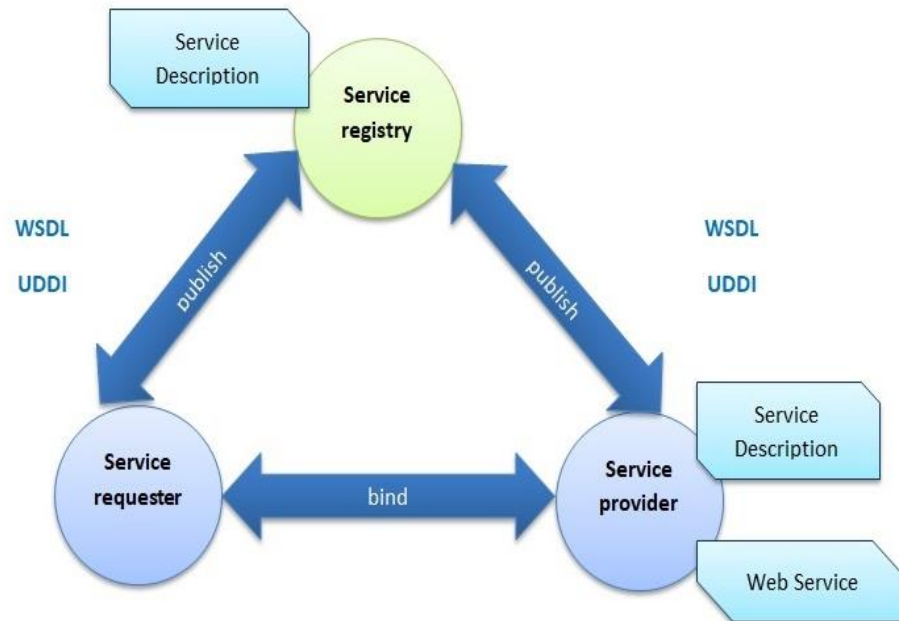 Service
Description
Service
registry
WSDL
UDDI
publish
publish
WSDL
UDDI
Service
requester
bind
Service
provider
Service
Description
Web Service